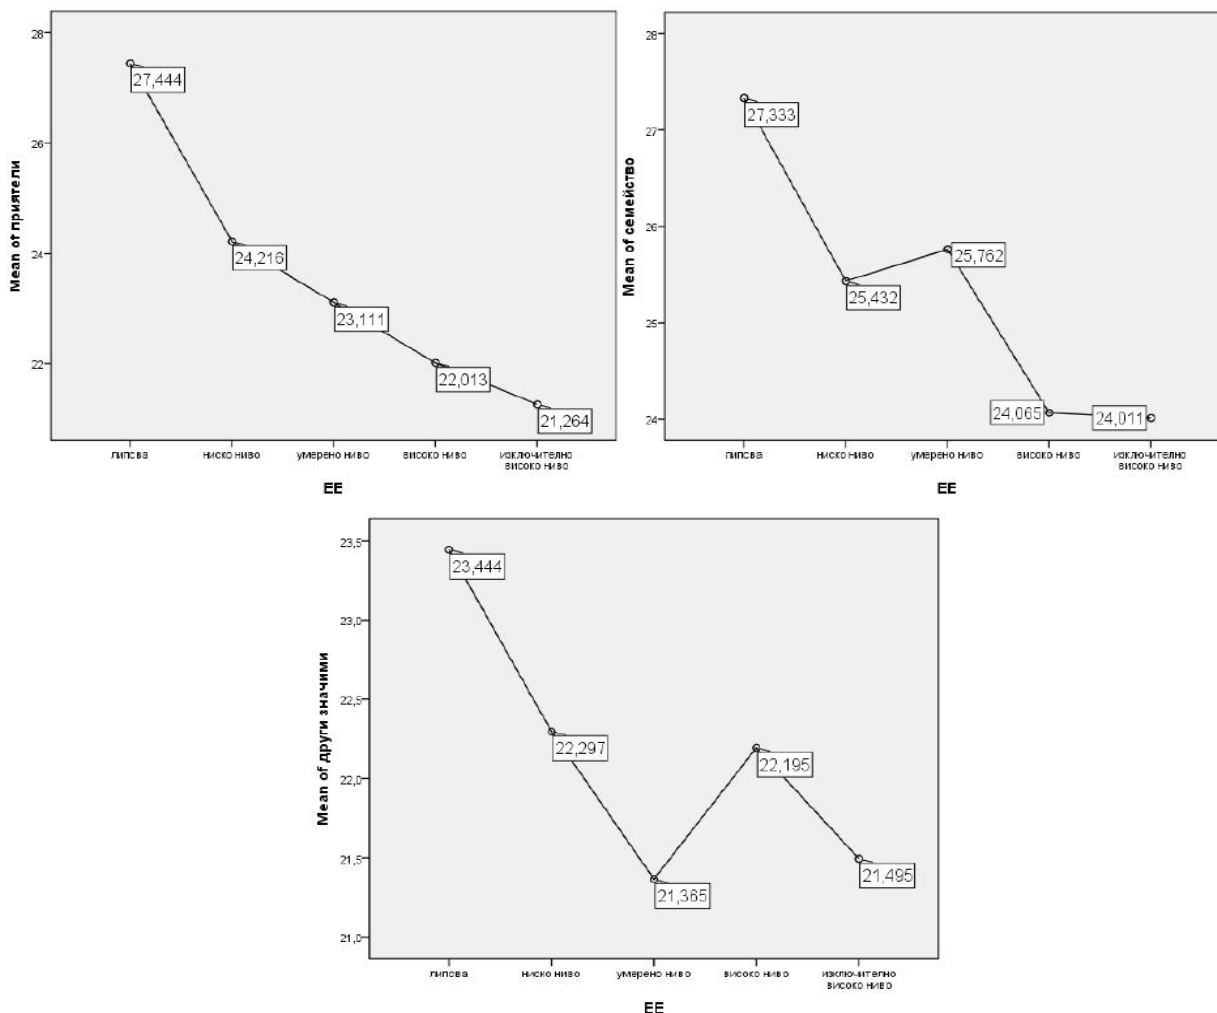 Mean of приятели
28
26
24
22
27,444
24,216
23,111
22,013
21,264
липсва
ниско ниво
умерено ниво
високо ниво
изключително
високо ниво
ЕЕ
Mean of семейство
28
27
26
25
24
27,333
25,432
25,762
24,065
24,011
липсва
ниско ниво
умерено ниво
високо ниво
изключително
високо ниво
ЕЕ
Mean of други значими
23,5
23,0
22,5
22,0
21,5
21,0
23,444
22,297
21,365
22,195
21,495
липсва
ниско ниво
умерено ниво
високо ниво
изключително
високо ниво
ЕЕ